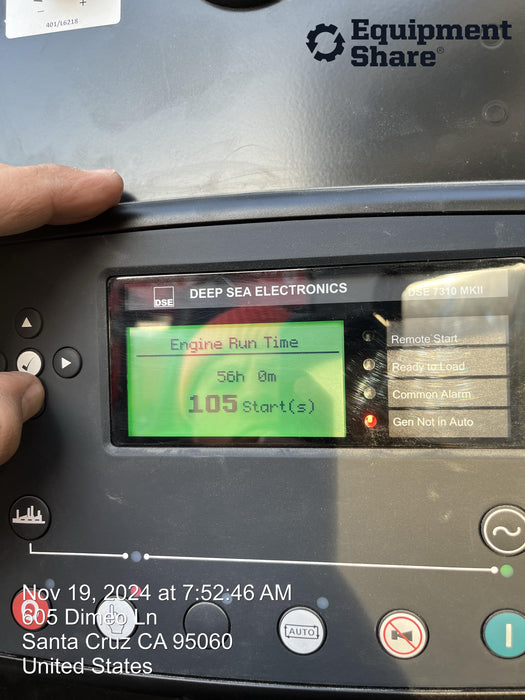 - +
401/L6218
Equipment
Share®
DSE
DEEP SEA ELECTRONICS
DSE 7310 MKII
Engine Run Time
56h 0m
105 Start(s)
Remote Start
Ready to Load
Common Alarm
Gen Not in Auto
AUTO
Nov 19, 2024 at 7:52:46 AM
605 Dimeo Ln
Santa Cruz CA 95060
United States